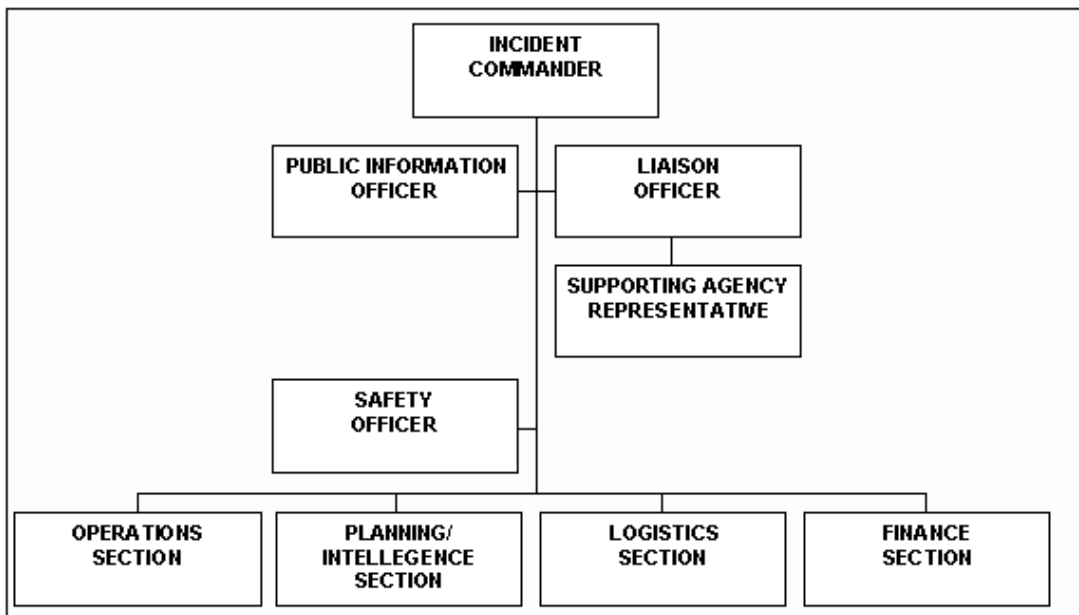 INCIDENT
COMMANDER
PUBLIC INFORMATION
OFFICER
LIAISON
OFFICER
SUPPORTING AGENCY
REPRESENTATIVE
SAFETY
OFFICER
OPERATIONS
SECTION
PLANNING/
INTELLEGENCE
SECTION
LOGISTICS
SECTION
FINANCE
SECTION